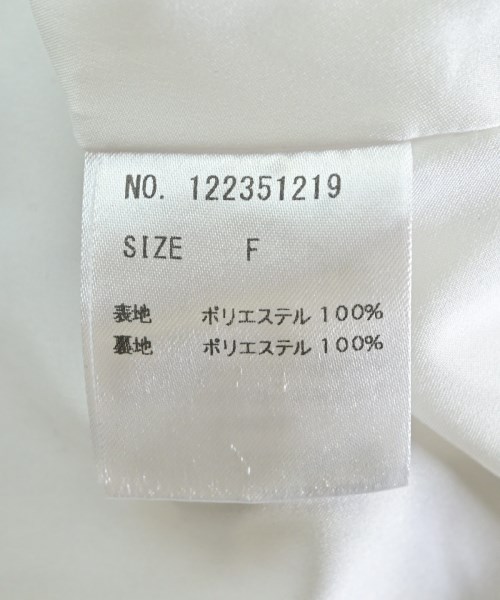 NO. 122351219
SIZE F
表地 ポリエステル 100%
裏地 ポリエステル 100%